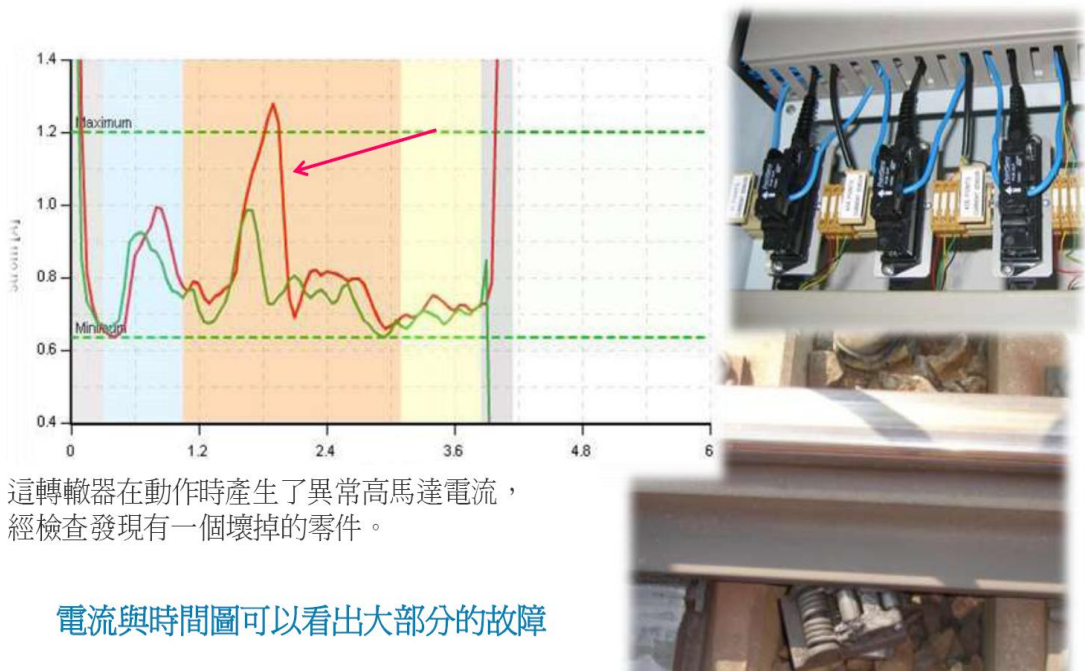 1.4
1.2
1.0
0.8
0.6
0.4
Maximum
Minimum
0
1.2
2.4
3.6
4.8
6
這轉轍器在動作時產生了異常高馬達電流，
經檢查發現有一個壞掉的零件。
電流與時間圖可以看出大部分的故障